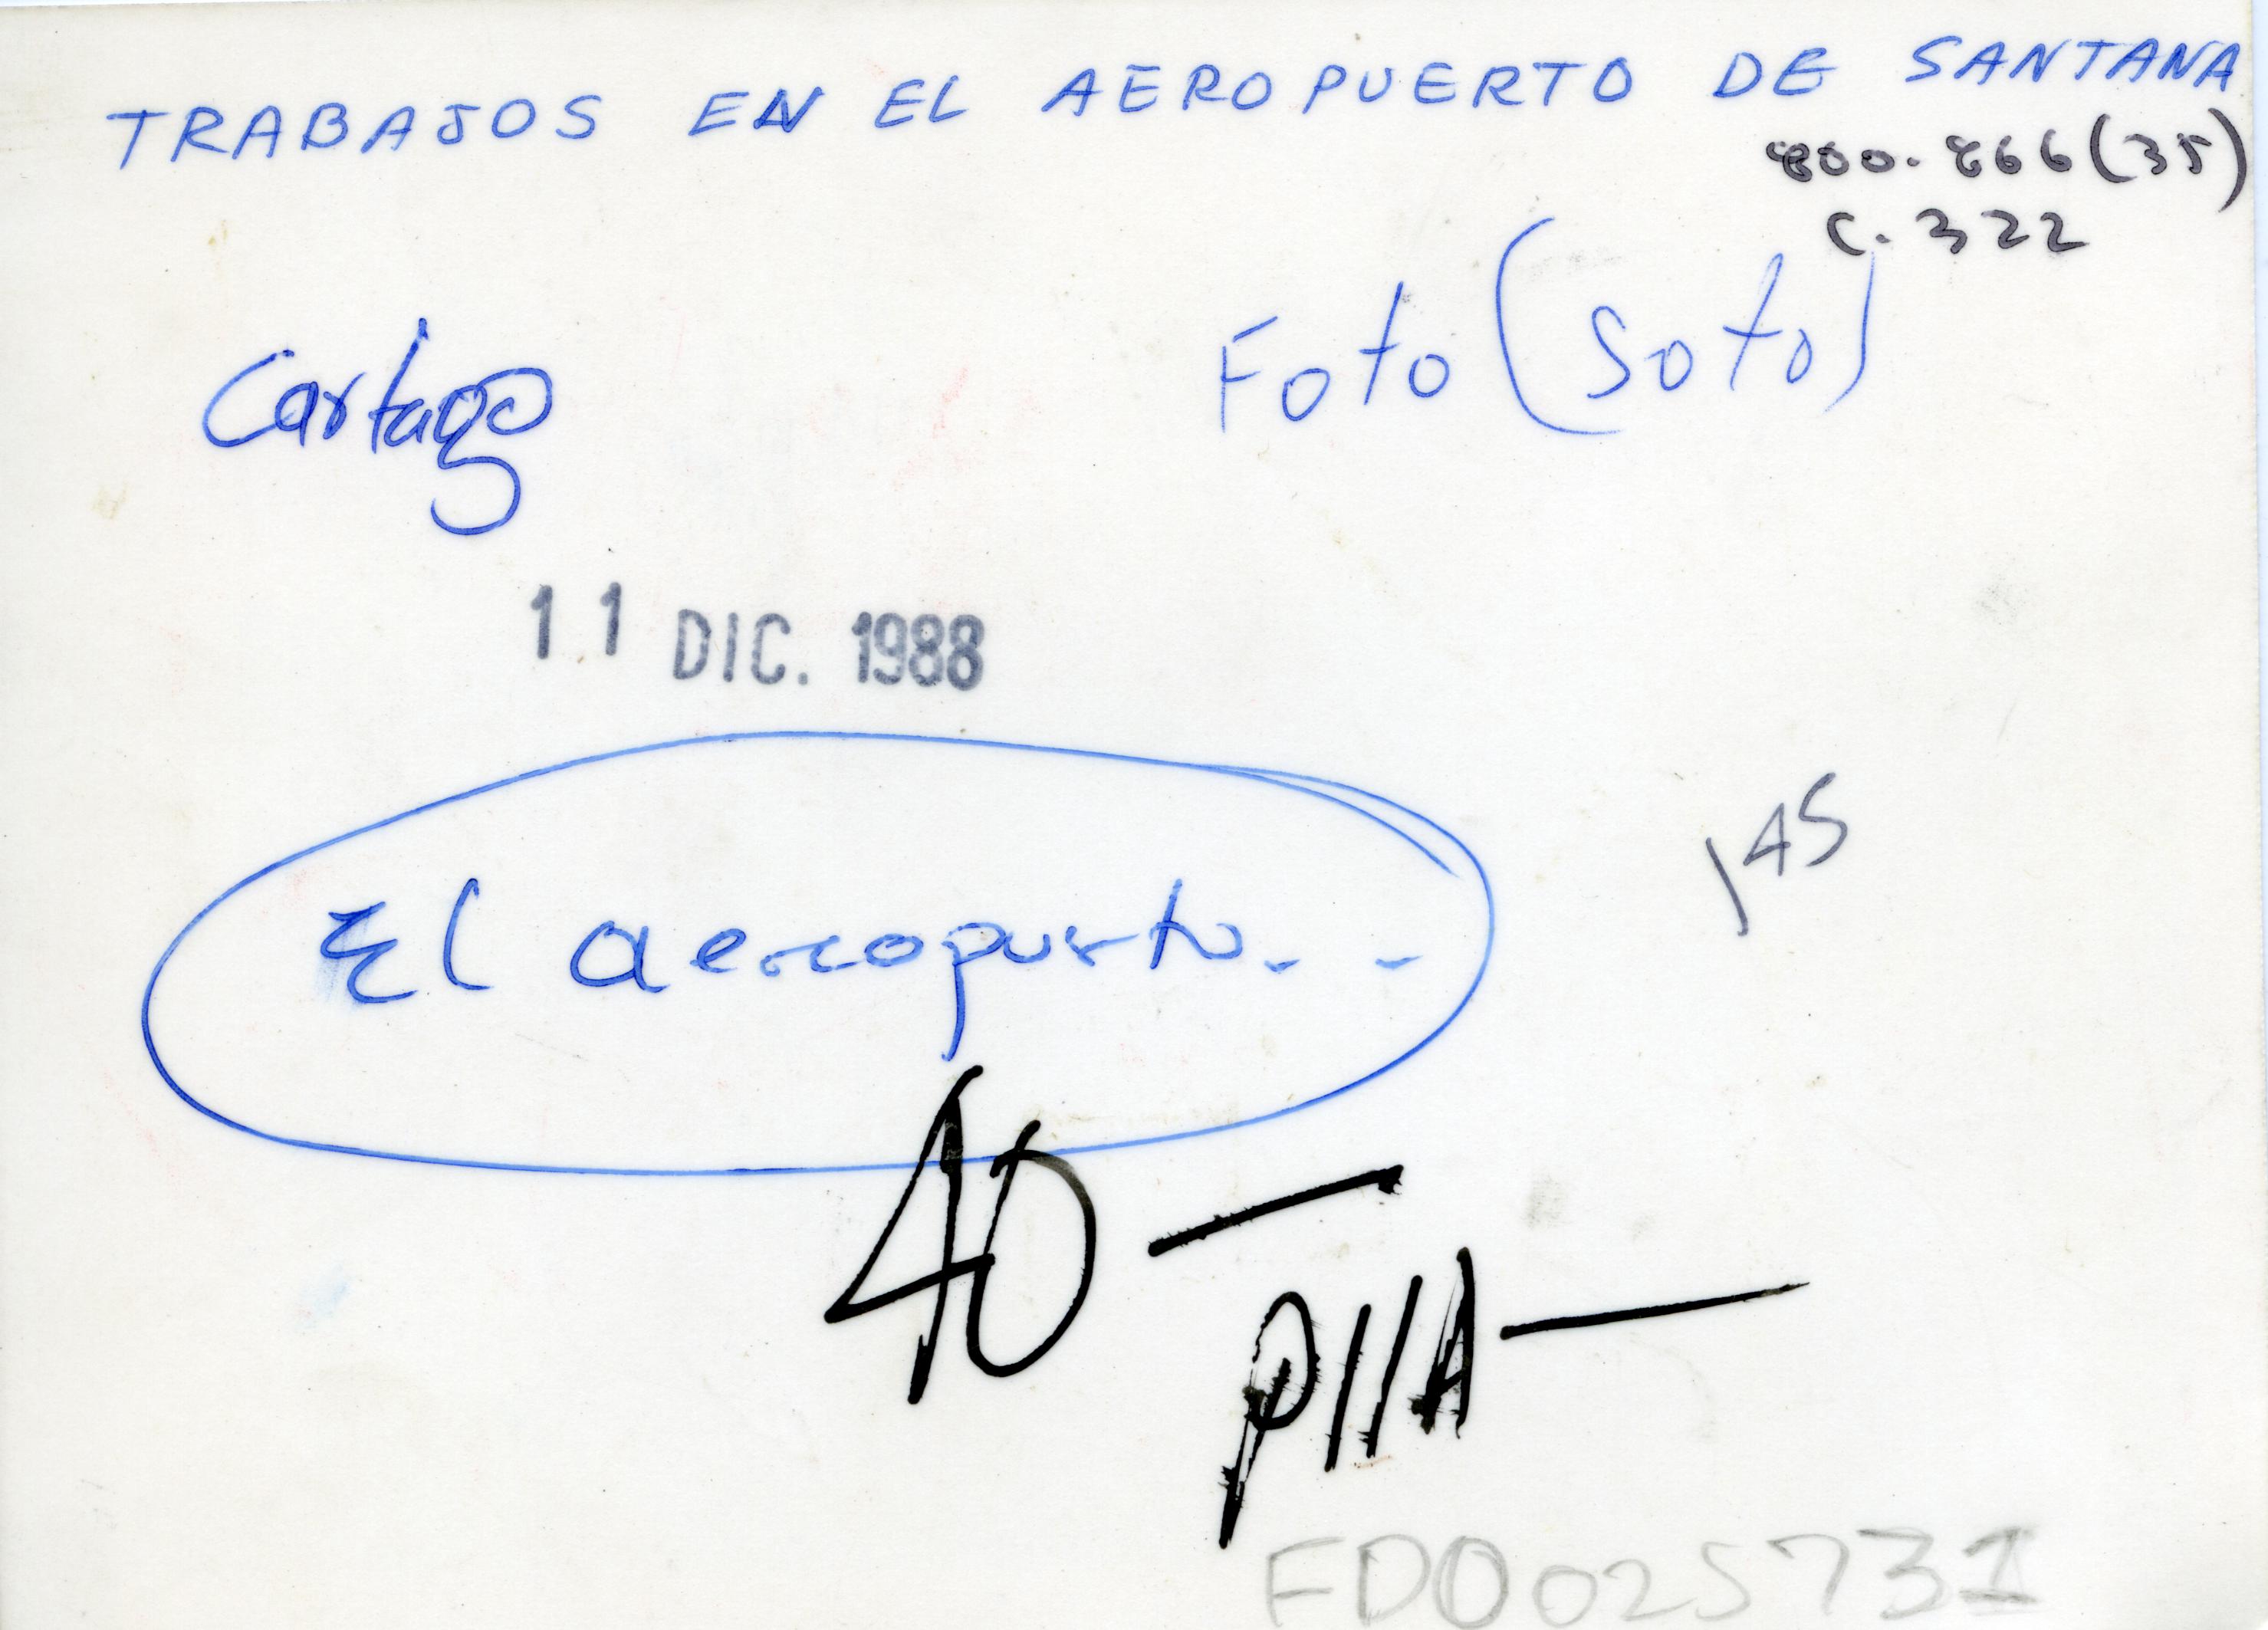 TRABAJOS EN EL AEROPUERTO DE SANTANA
800.866(35)
C.322
Cartago
Foto (Soto)
11 DIC. 1988
El aeropuerto. -
145
40 —
P11A —
FD0025731